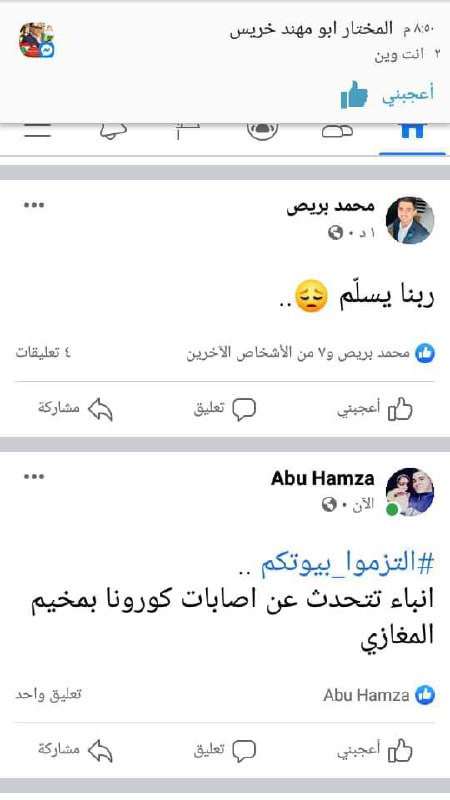 ٨:٥٠ م المختار ابو مهند خريس
٢ انت وين
أعجبني
محمد بريص
١ د
ربنا يسلّم 😔..
محمد بريص و٧ من الأشخاص الآخرين
٤ تعليقات
أعجبني
تعليق
مشاركة
Abu Hamza
الآن
#التزموا_بيوتكم ..
انباء تتحدث عن اصابات كورونا بمخيم
المغازي
Abu Hamza
تعليق واحد
أعجبني
تعليق
مشاركة